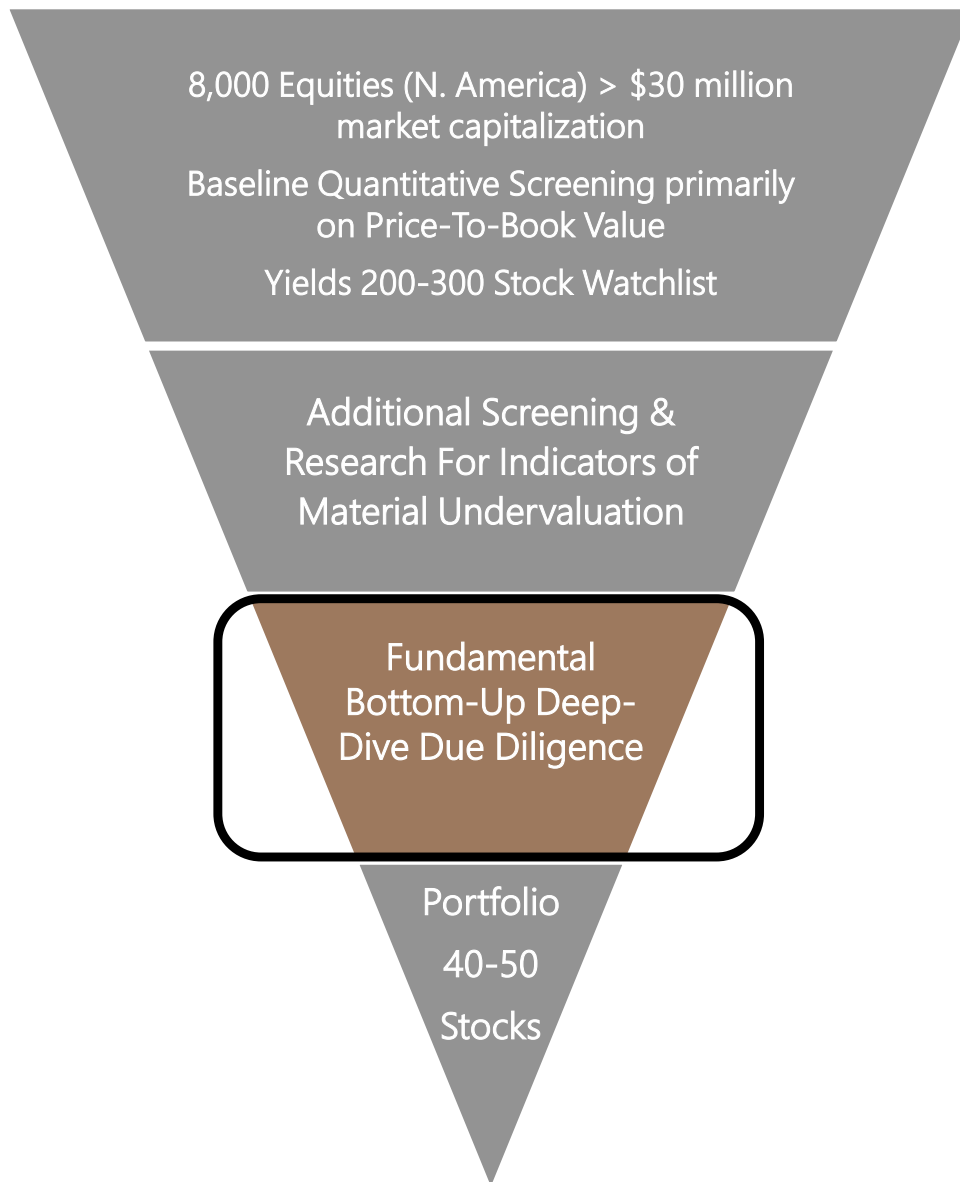 8,000 Equities (N. America) > $30 million
market capitalization
Baseline Quantitative Screening primarily
on Price-To-Book Value
Yields 200-300 Stock Watchlist
Additional Screening &
Research For Indicators of
Material Undervaluation
Fundamental
Bottom-Up Deep-
Dive Due Diligence
Portfolio
40-50
Stocks